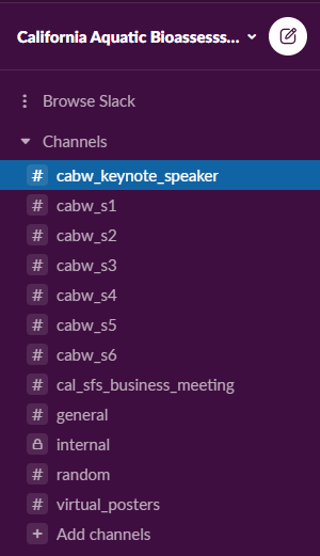 California Aquatic Bioassesss...
Browse Slack
Channels
# cabw_keynote_speaker
# cabw_s1
# cabw_s2
# cabw_s3
# cabw_s4
# cabw_s5
# cabw_s6
# cal_sfs_business_meeting
# general
internal
# random
# virtual_posters
+ Add channels